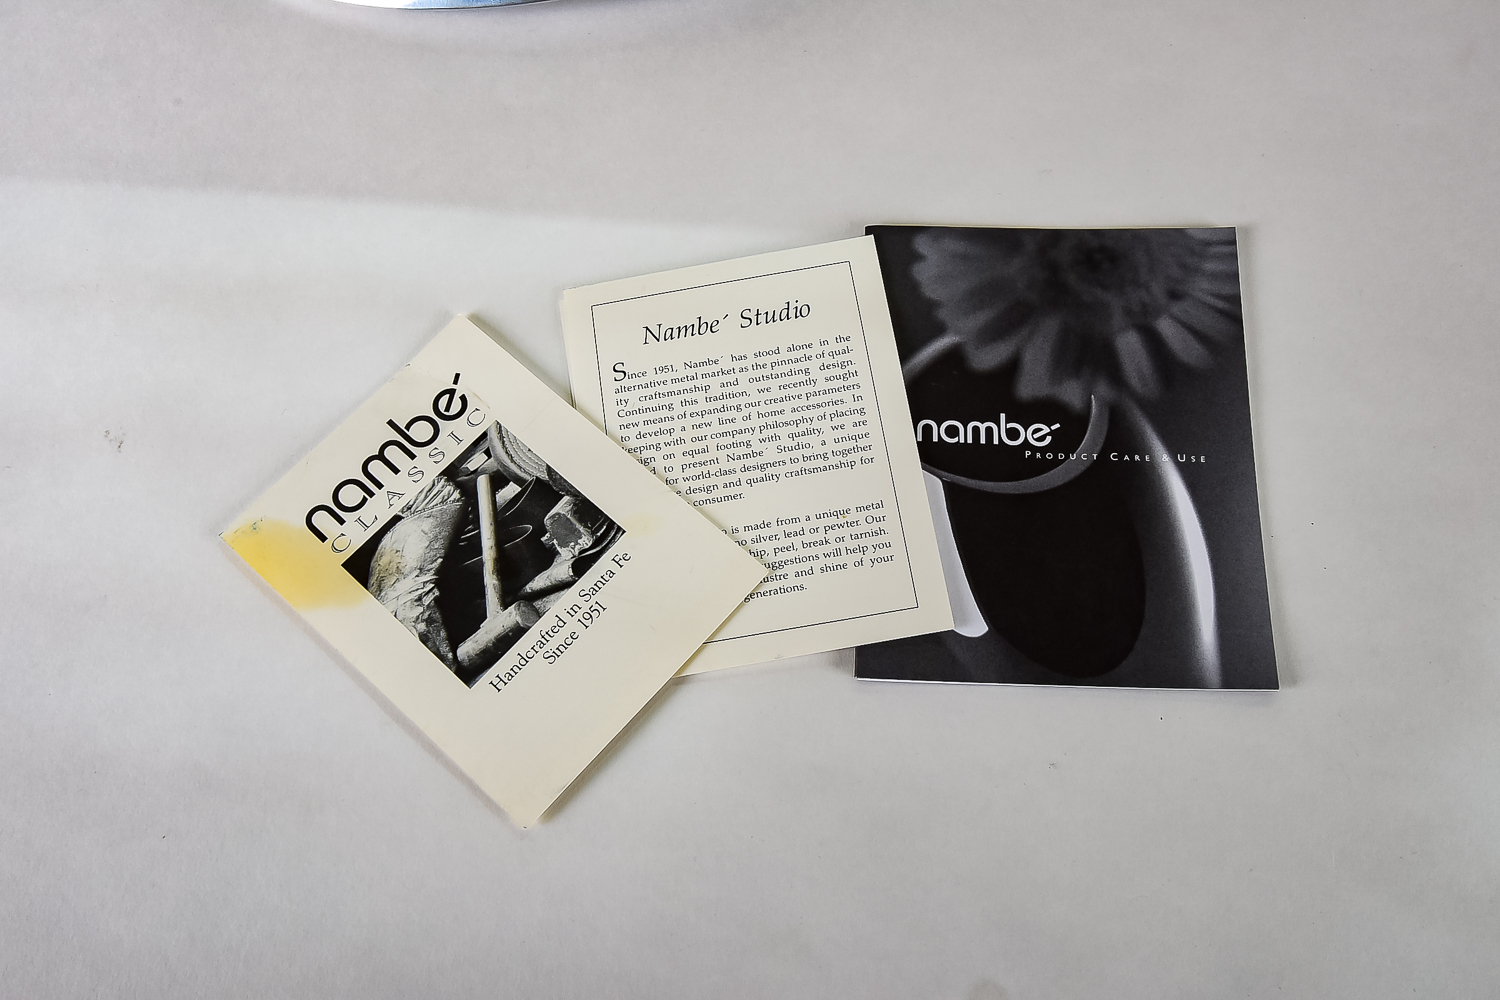 nambé
CLASSIC
Handcrafted in Santa Fe
Since 1951
Nambe´ Studio
Since 1951, Nambe´ has stood alone in the
alternative metal market as the pinnacle of qual-
ity craftsmanship and outstanding design.
Continuing this tradition, we recently sought
new means of expanding our creative parameters
to develop a new line of home accessories. In
keeping with our company philosophy of placing
design on equal footing with quality, we are
to present Nambe´ Studio, a unique
for world-class designers to bring together
design and quality craftsmanship for
consumer.
is made from a unique metal
no silver, lead or pewter. Our
chip, peel, break or tarnish.
suggestions will help you
lustre and shine of your
generations.
nambé
PRODUCT CARE & USE